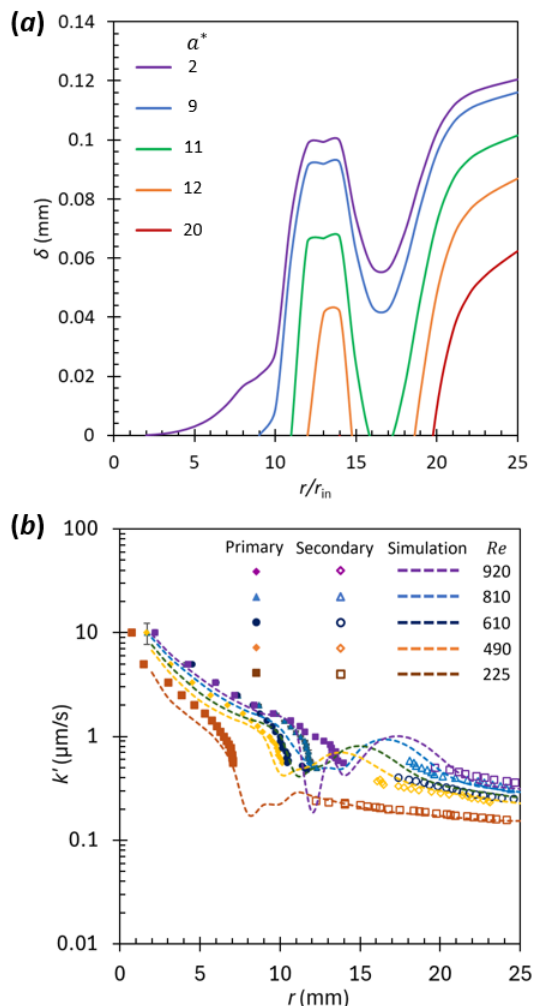 (a)
a*
2
9
11
12
20
0.14
0.12
0.1
0.08
0.06
0.04
0.02
0
δ (mm)
0 5 10 15 20 25
r/r_in
(b)
Primary Secondary Simulation Re
920
810
610
490
225
100
10
1
0.1
0.01
k′ (μm/s)
0 5 10 15 20 25
r (mm)